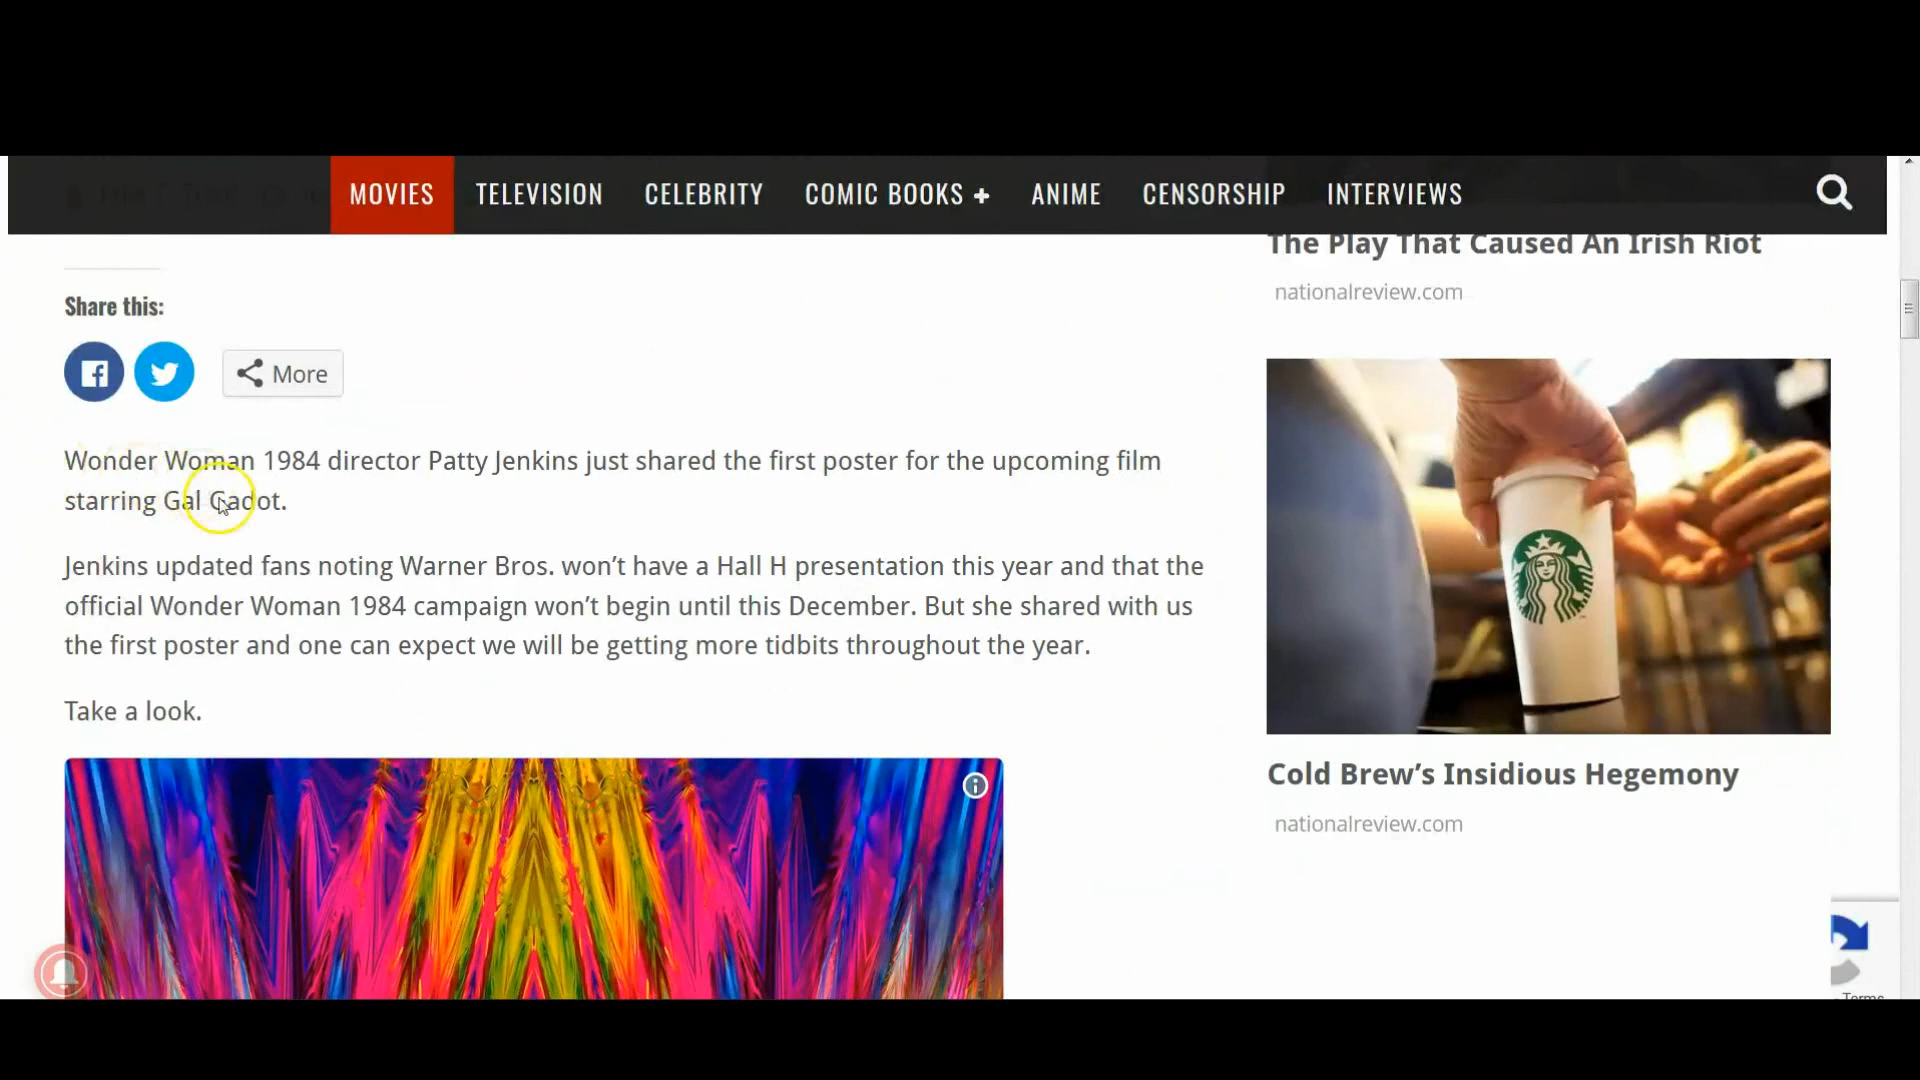 MOVIES TELEVISION CELEBRITY COMIC BOOKS + ANIME CENSORSHIP INTERVIEWS
Share this:
More
Wonder Woman 1984 director Patty Jenkins just shared the first poster for the upcoming film
starring Gal Gadot.
Jenkins updated fans noting Warner Bros. won’t have a Hall H presentation this year and that the
official Wonder Woman 1984 campaign won’t begin until this December. But she shared with us
the first poster and one can expect we will be getting more tidbits throughout the year.
Take a look.
The Play That Caused An Irish Riot
nationalreview.com
Cold Brew’s Insidious Hegemony
nationalreview.com
- Terms